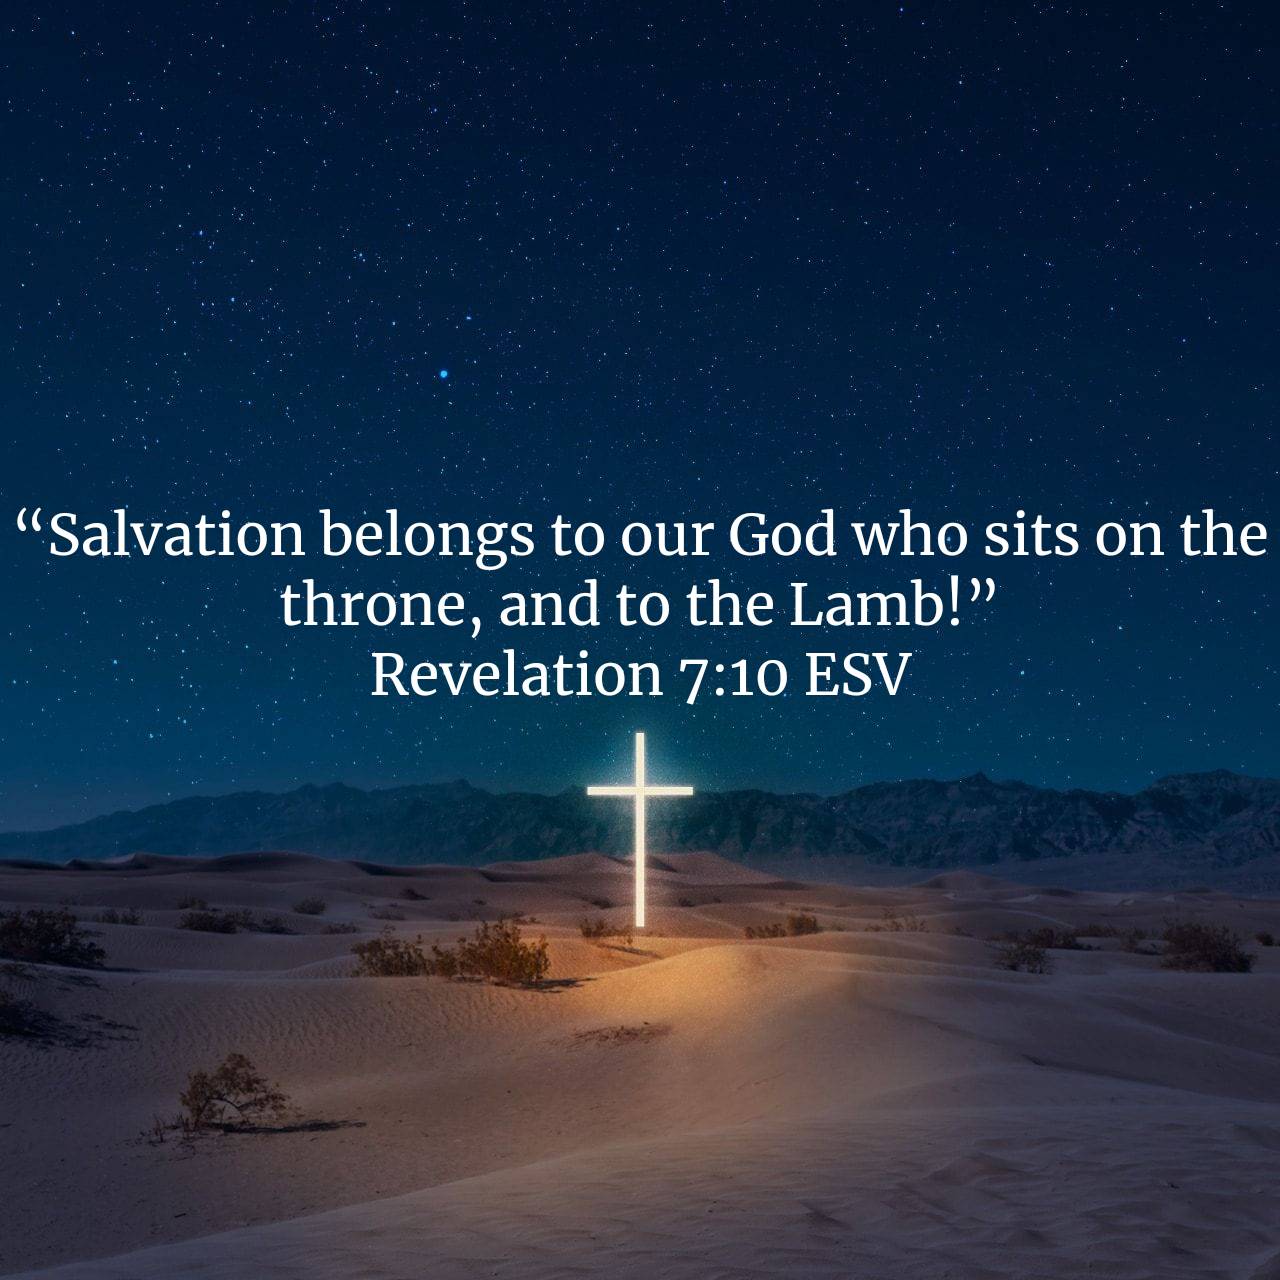 “Salvation belongs to our God who sits on the
throne, and to the Lamb!”
Revelation 7:10 ESV